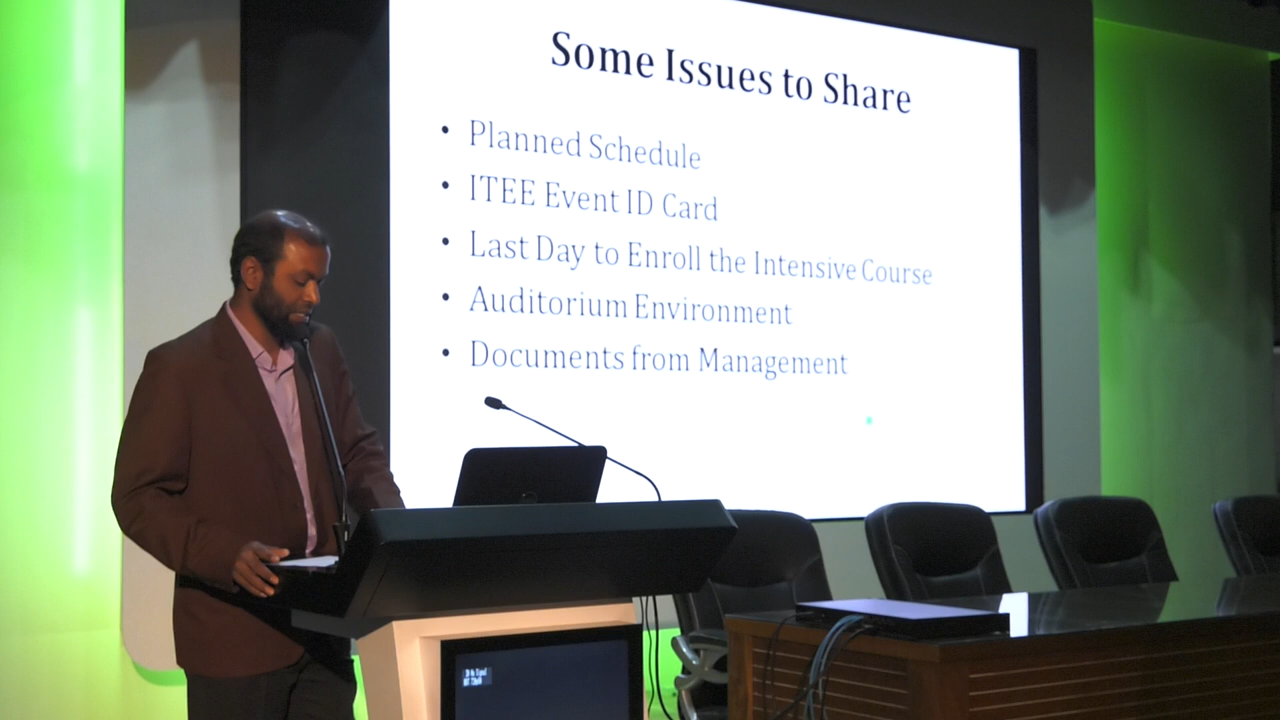 Some Issues to Share
• Planned Schedule
• ITEE Event ID Card
• Last Day to Enroll the Intensive Course
• Auditorium Environment
• Documents from Management